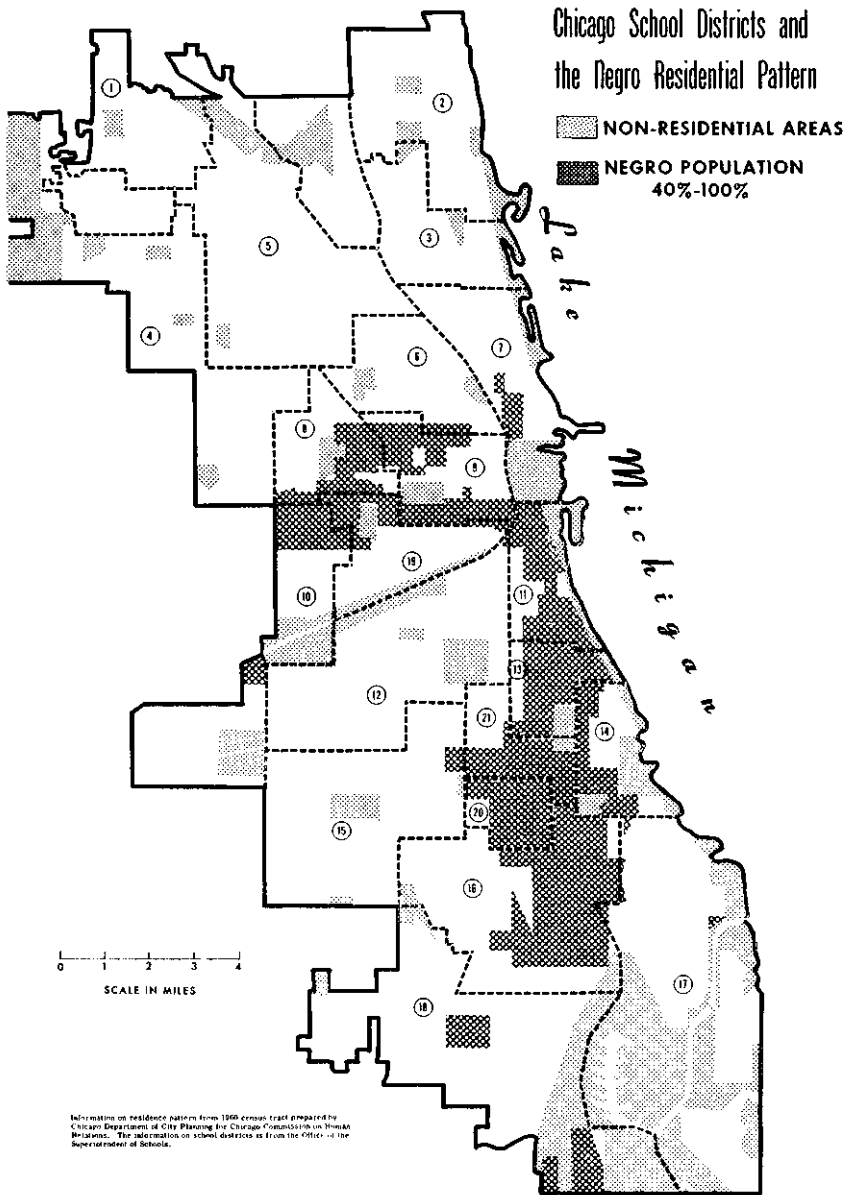 Chicago School Districts and
the Negro Residential Pattern
NON-RESIDENTIAL AREAS
NEGRO POPULATION
40%-100%
1
2
3
5
4
Lake
6
7
8
9
Michigan
19
10
11
13
12
21
14
20
15
16
17
18
0 1 2 3 4
SCALE IN MILES
Information on residence pattern from 1960 census tract prepared by
Chicago Department of City Planning for Chicago Commission on Human
Relations. The information on school districts is from the Office of the
Superintendent of Schools.